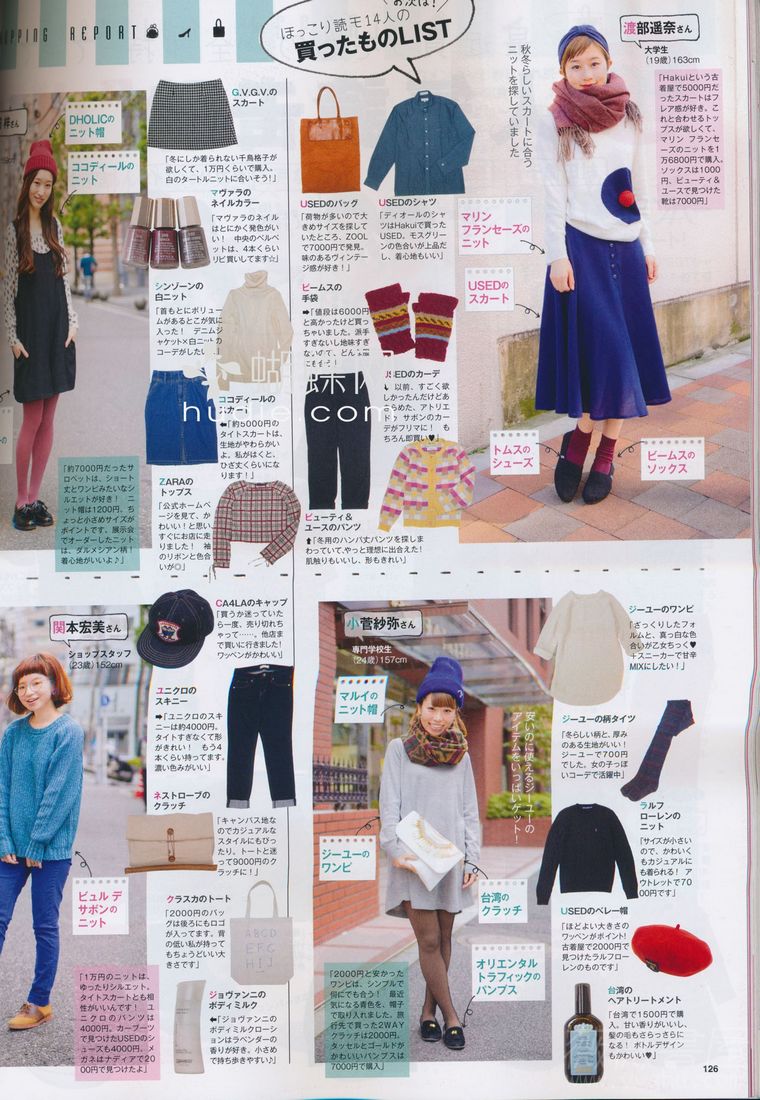 PPING REPORT
お次は！
ほっこり読モ14人の
買ったものLIST
さん
DHOLICの
ニット帽
ココディールの
ニット
「約7000円だったサ
ロペットは、ショート
丈とワンピみたいなシ
ルエットが好き！ ニ
ット帽は1200円。ち
ょっと小さめサイズが
ポイントです。展示会
でオーダーしたニット
は、ダルメシアン柄！
着心地がいいよ♪」
G.V.G.V.の
スカート
「冬にしか着られない千鳥格子が
欲しくて、1万円くらいで購入。
白のタートルニットに合いそう！」
マヴァラの
ネイルカラー
「マヴァラのネイル
はとにかく発色がい
い！ 中央のベルベ
ットは、4本くらい
リピ買いしてます☆」
シンゾーンの
白ニット
「首もとにボリュー
ムがあるとこが気に
入った！ デニムジ
ャケット×白ニットの
コーデがしたい。」
ココディールの
スカート
「約5000円の
タイトスカートは、
生地がやわらかい
よ。私がはくと、
ひざ丈くらいにな
ります！」
ZARAの
トップス
「公式ホームペ
ージを見て、か
わいい！と思い、
すぐにお店に走
りました！ 袖
のリボンと色合
いが◎」
USEDのバッグ
「荷物が多いので大
きめサイズを探して
いたところ、ZOOL
で7000円で発見。
味のあるヴィンテー
ジ感が好き！」
USEDのシャツ
「ディオールのシャ
ツはHakuiで買った
USED。モスグリー
ンの色合いが上品だ
し、着心地もいい」
ビームスの
手袋
「値段は6000円
と高かったけど買っ
ちゃいました。派手
すぎないし地味すぎ
ないので、どんな服
にも合う！
USEDのカーデ
以前、すごく欲
しかったんだけどあ
きらめた、アトリエ
ド サボンのカー
デがフリマに！ も
ちろん即買い♥
ビューティ＆
ユースのパンツ
「冬用のハンパ丈パンツを探しま
わっていて、やっと理想に出合えた！
肌触りもいいし、形もきれい」
蝴蝶网
hudie.com
秋冬らしいスカートに合う
ニットを探していました
渡部遥奈さん
大学生
（19歳）163cm
「Hakuiという古
着屋で5000円だ
ったスカートはフ
レア感が好き。こ
れと合わせるトッ
プスが欲しくて、
マリン フランセー
ズのニットを1万
6800円で購入。
ソックスは1000
円、ビューティ＆
ユースで見つけた
靴は7000円」
マリン
フランセーズの
ニット
USEDの
スカート
トムスの
シューズ
ビームスの
ソックス
関本宏美さん
ショップスタッフ
（23歳）152cm
ビュル デ
サボンの
ニット
「1万円のニットは、
ゆったりシルエット。
タイトスカートとも相
性がいいんです！ ユ
ニクロのパンツは
4000円。カーブーツ
で見つけたUSEDのシ
ューズも4000円。メ
ガネはナディアで20
00円で見つけたよ」
CA4LAのキャップ
「買うか迷っていた
ら一度、売り切れち
ゃって……。他店ま
で買いに行きました！
ワッペンがかわいい」
ユニクロの
スキニー
「ユニクロのスキ
ニーは約4000円。
タイトすぎなくて形
がきれい！ もう4
本くらい持ってます。
濃い色みがいい」
ネストローブの
クラッチ
「キャンバス地な
のでカジュアルな
スタイルにもぴっ
たり。トートと迷
って9000円のク
ラッチに！」
クラスカのトート
「2000円のバッ
グは後ろにもロゴ
が入ってます。背
の低い私が持って
もちょうどいい大
きさです」
ABCD
EFG
HIJ
ジョヴァンニの
ボディミルク
「ジョヴァンニの
ボディミルクローシ
ョンはラベンダーの
香りが好き。小さめ
で持ち歩きやすい♪」
小菅紗弥さん
専門学校生
（24歳）157cm
マルイの
ニット帽
安いのに使えるジーユーの
アイテムをいっぱいゲット！
ジーユーの
ワンピ
台湾の
クラッチ
オリエンタル
トラフィックの
パンプス
「2000円と安かった
ワンピは、シンプルで
何にでも合う！ 最近
気になる青色を、帽子
で取り入れました。旅
行先で買った2WAY
クラッチは2000円。
タッセルとゴールドが
かわいいパンプスは
7000円で購入」
ジーユーのワンピ
「ざっくりしたフォ
ルムと、真っ白な色
合いが乙女ちっく♥
＋スニーカーで甘辛
MIXにしたい！」
ジーユーの柄タイツ
「冬らしい柄と、厚み
のある生地がいい！
ジーユーで700円
でした。女の子っぽ
いコーデで活躍中」
ラルフ
ローレンの
ニット
「サイズが小さい
ので、かわいく
もカジュアルに
も着られる！ ア
ウトレットで70
00円です」
USEDのベレー帽
「ほどよい大きさの
ワッペンがポイント！
古着屋で2000円で
見つけたラルフロー
レンのものです」
台湾の
ヘアトリートメント
「台湾で1500円で購
入。甘い香りがいいし、
髪の毛もさらっさらに
なる！ ボトルデザイン
もかわいい♥」
126